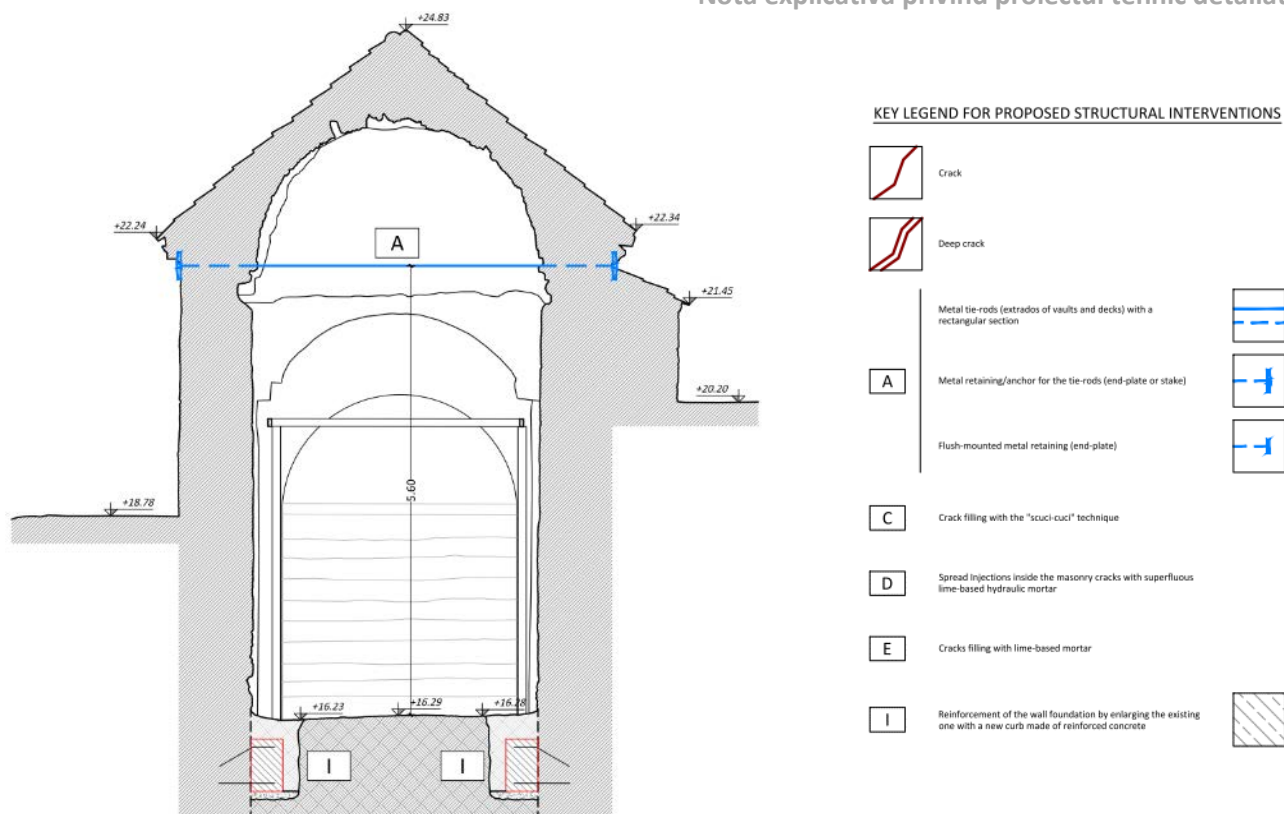 Nota explicativa privind proiectul tehnic detaliat
+24.83
KEY LEGEND FOR PROPOSED STRUCTURAL INTERVENTIONS
Crack
+22.24
+22.34
A
Deep crack
+21.45
Metal tie-rods (extrados of vaults and decks) with a
rectangular section
+20.20
A
Metal retaining/anchor for the tie-rods (end-plate or stake)
Flush-mounted metal retaining (end-plate)
5.60
+18.78
C
Crack filling with the "scuci-cuci" technique
D
Spread Injections inside the masonry cracks with superfluous
lime-based hydraulic mortar
E
Cracks filling with lime-based mortar
+16.23
+16.29
+16.28
I
Reinforcement of the wall foundation by enlarging the existing
one with a new curb made of reinforced concrete
I
I